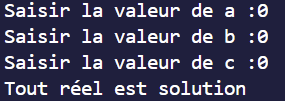 Saisir la valeur de a :0
Saisir la valeur de b :0
Saisir la valeur de c :0
Tout réel est solution